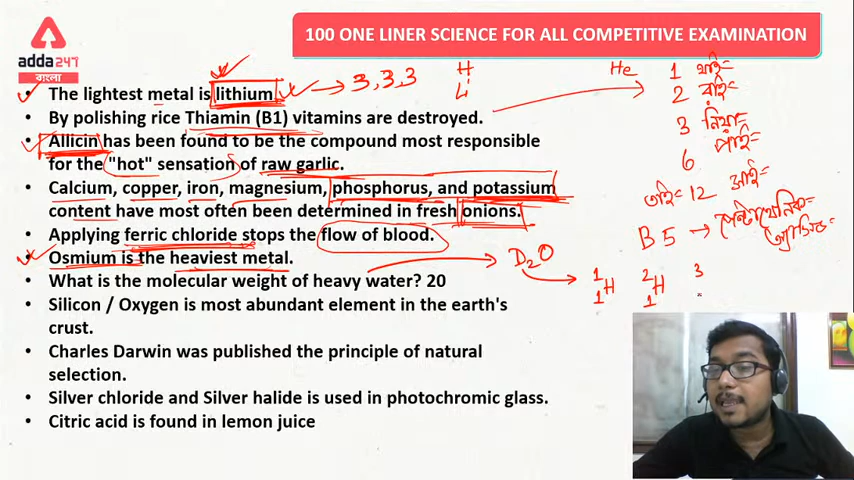 100 ONE LINER SCIENCE FOR ALL COMPETITIVE EXAMINATION
adda247
বাংলা
• The lightest metal is lithium → 3,3,3 H He 1
Li
• By polishing rice Thiamin (B1) vitamins are destroyed. 2
• Allicin has been found to be the compound most responsible 3
for the "hot" sensation of raw garlic. 6
• Calcium, copper, iron, magnesium, phosphorus, and potassium 12
content have most often been determined in fresh onions.
• Applying ferric chloride stops the flow of blood. B5 →
• Osmium is the heaviest metal. D2O
• What is the molecular weight of heavy water? 20 1 1 H 2 1 H 3
• Silicon / Oxygen is most abundant element in the earth's
crust.
• Charles Darwin was published the principle of natural
selection.
• Silver chloride and Silver halide is used in photochromic glass.
• Citric acid is found in lemon juice